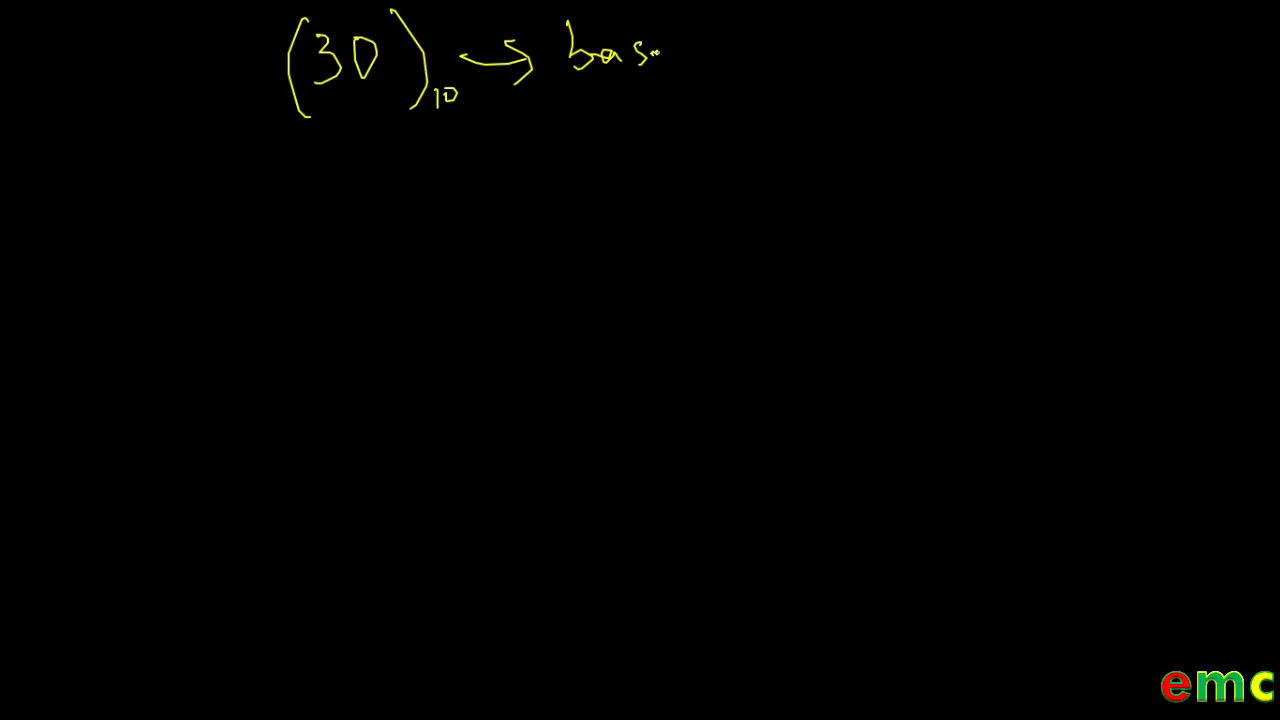 (30)₁₀ → bas
emc